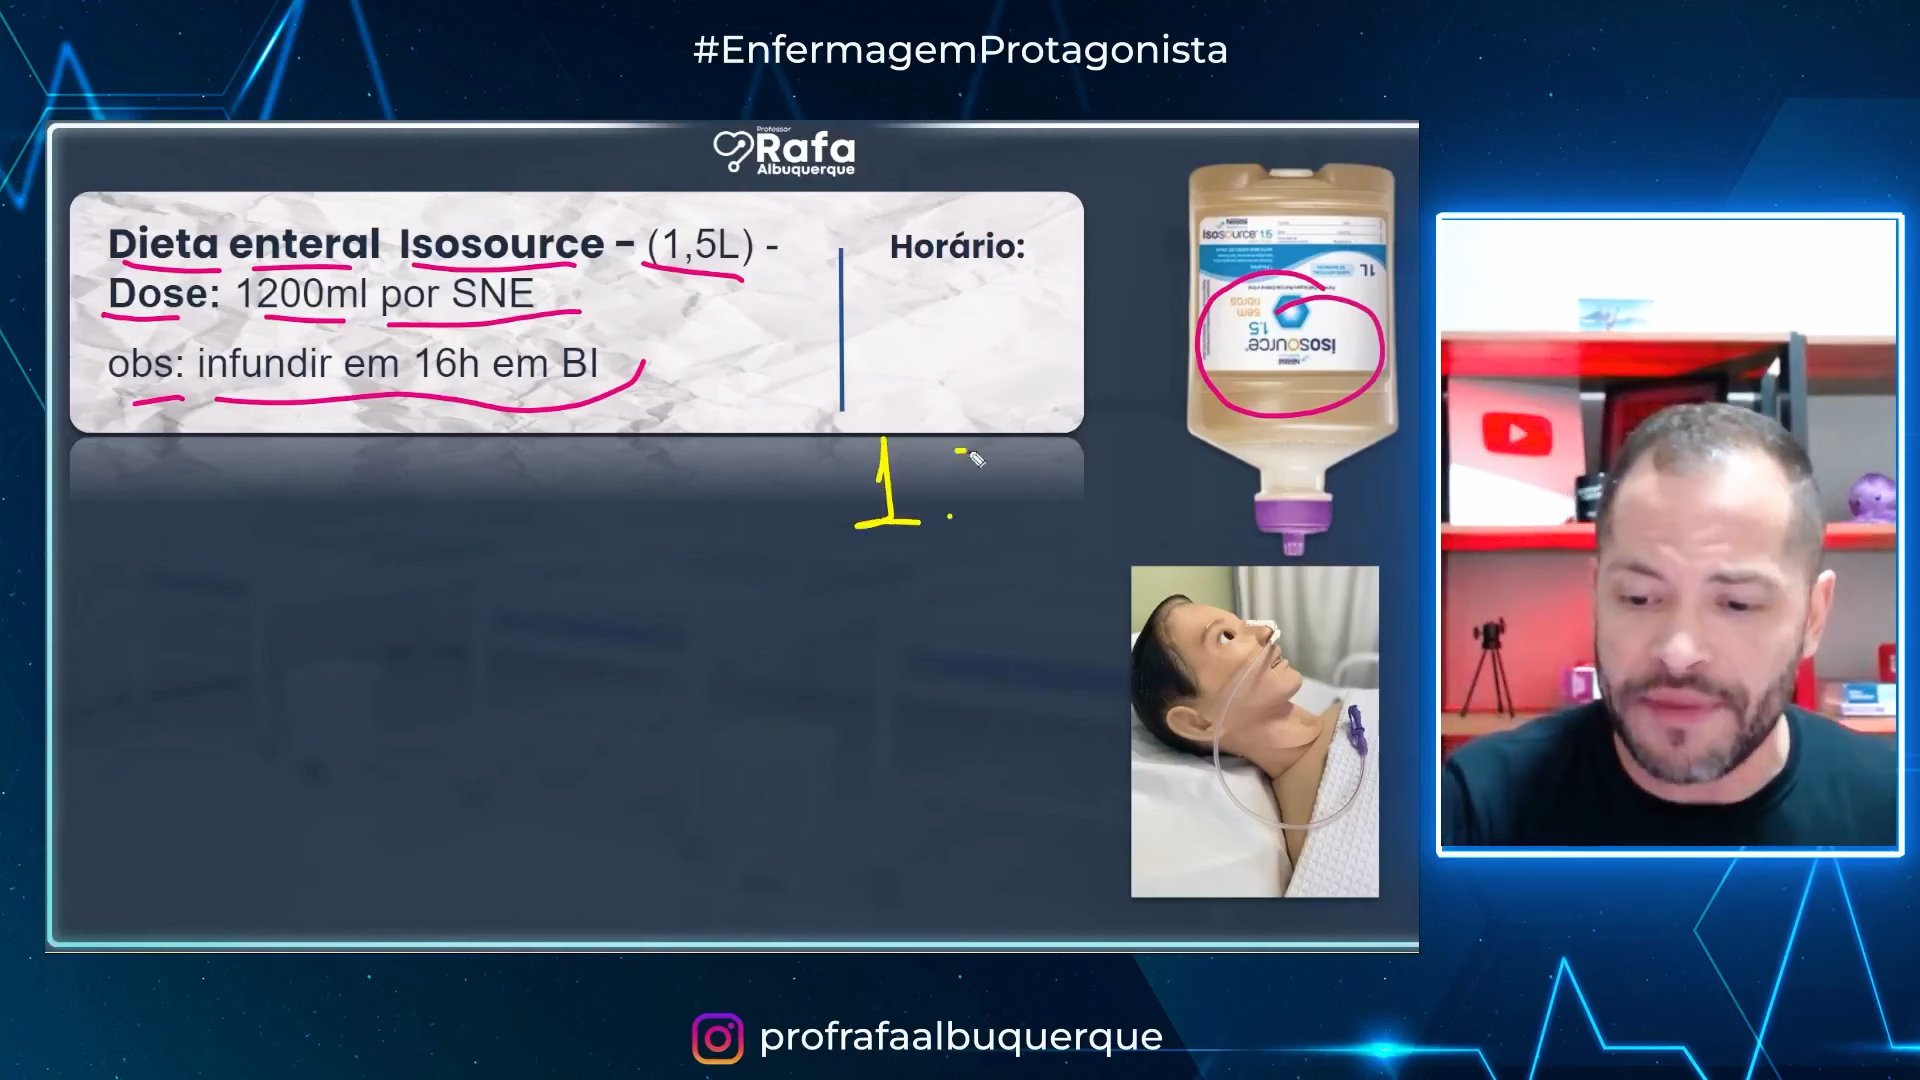 #EnfermagemProtagonista
Professor
Rafa
Albuquerque
Dieta enteral Isosource - (1,5L) -
Dose: 1200ml por SNE
obs: infundir em 16h em BI
Horário:
1.
Nestlé
isosource 1.5
1L
sem fibras
1.5
isosource
profrafaalbuquerque